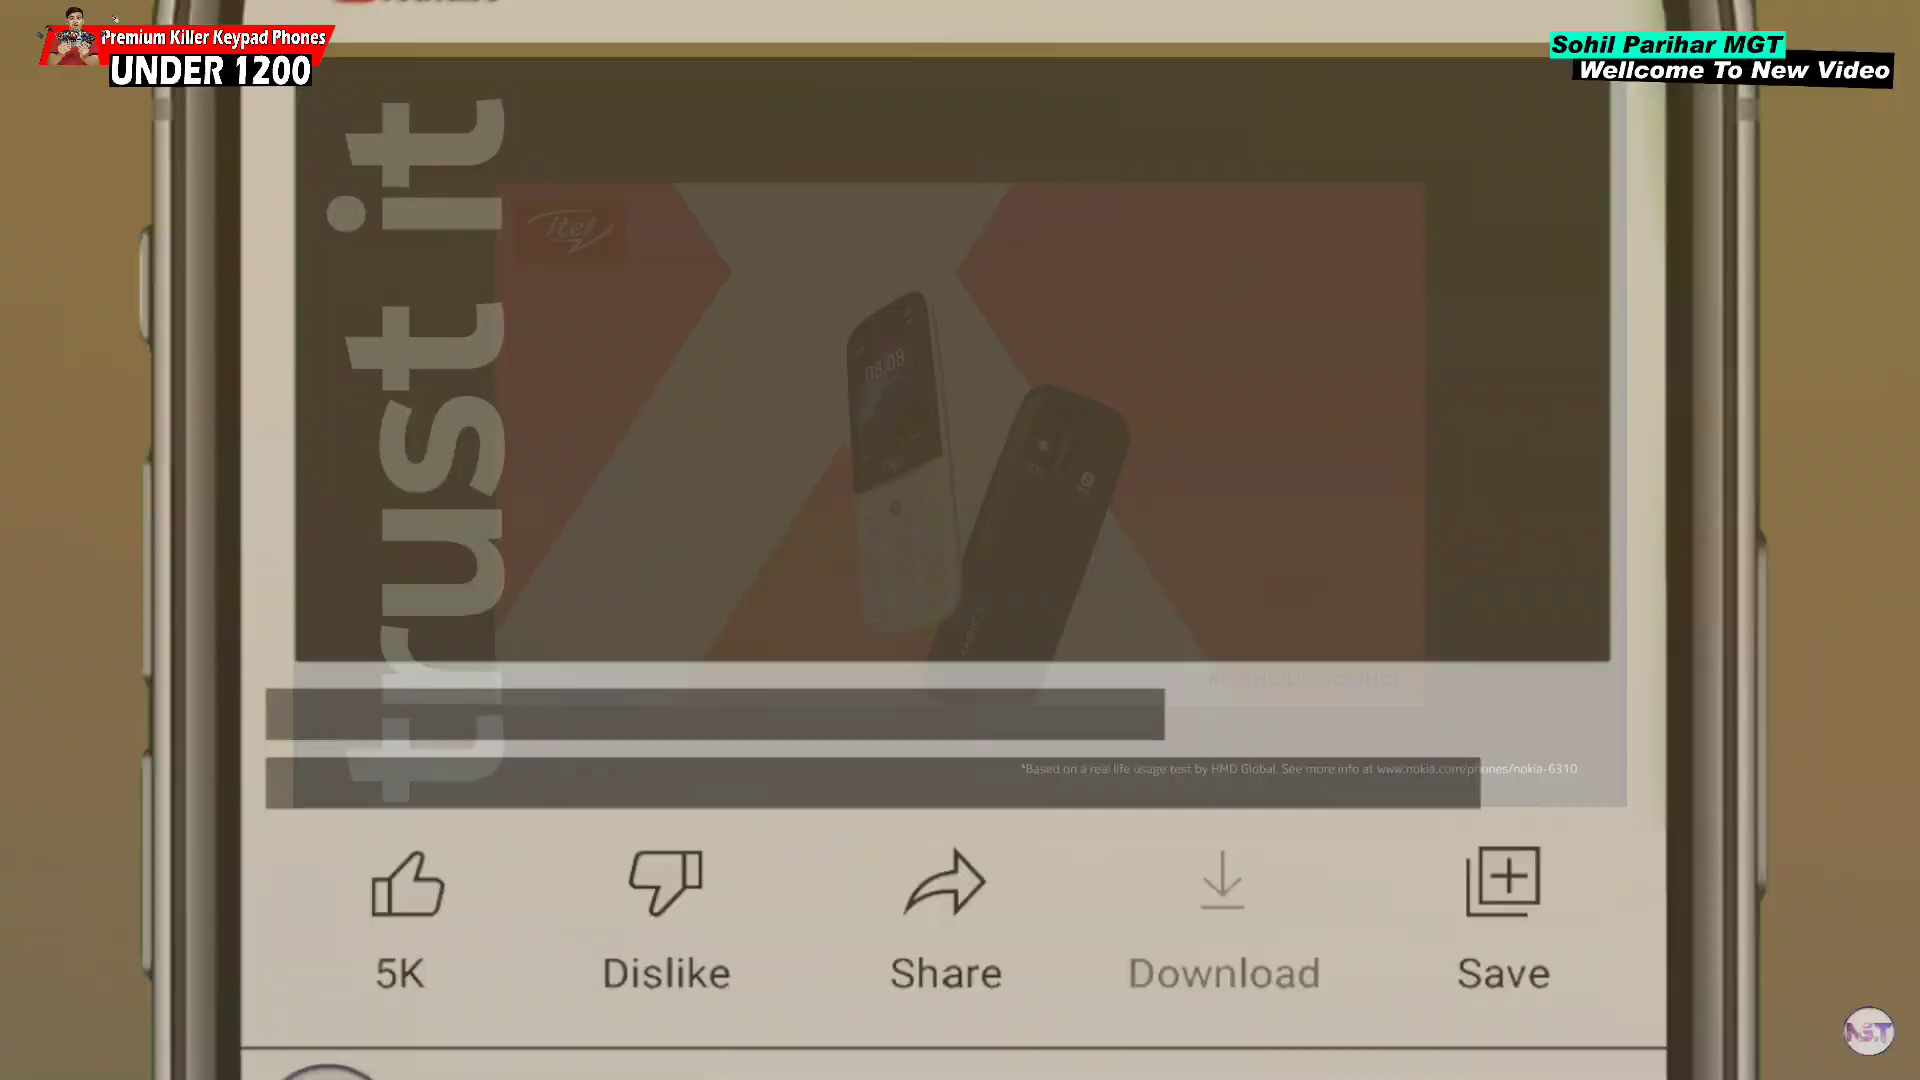 Premium Killer Keypad Phones
UNDER 1200
Sohil Parihar MGT
Wellcome To New Video
trust it
itel
08:08
*Based on a real life usage test by HMD Global. See more info at www.nokia.com/phones/nokia-6310
5K
Dislike
Share
Download
Save